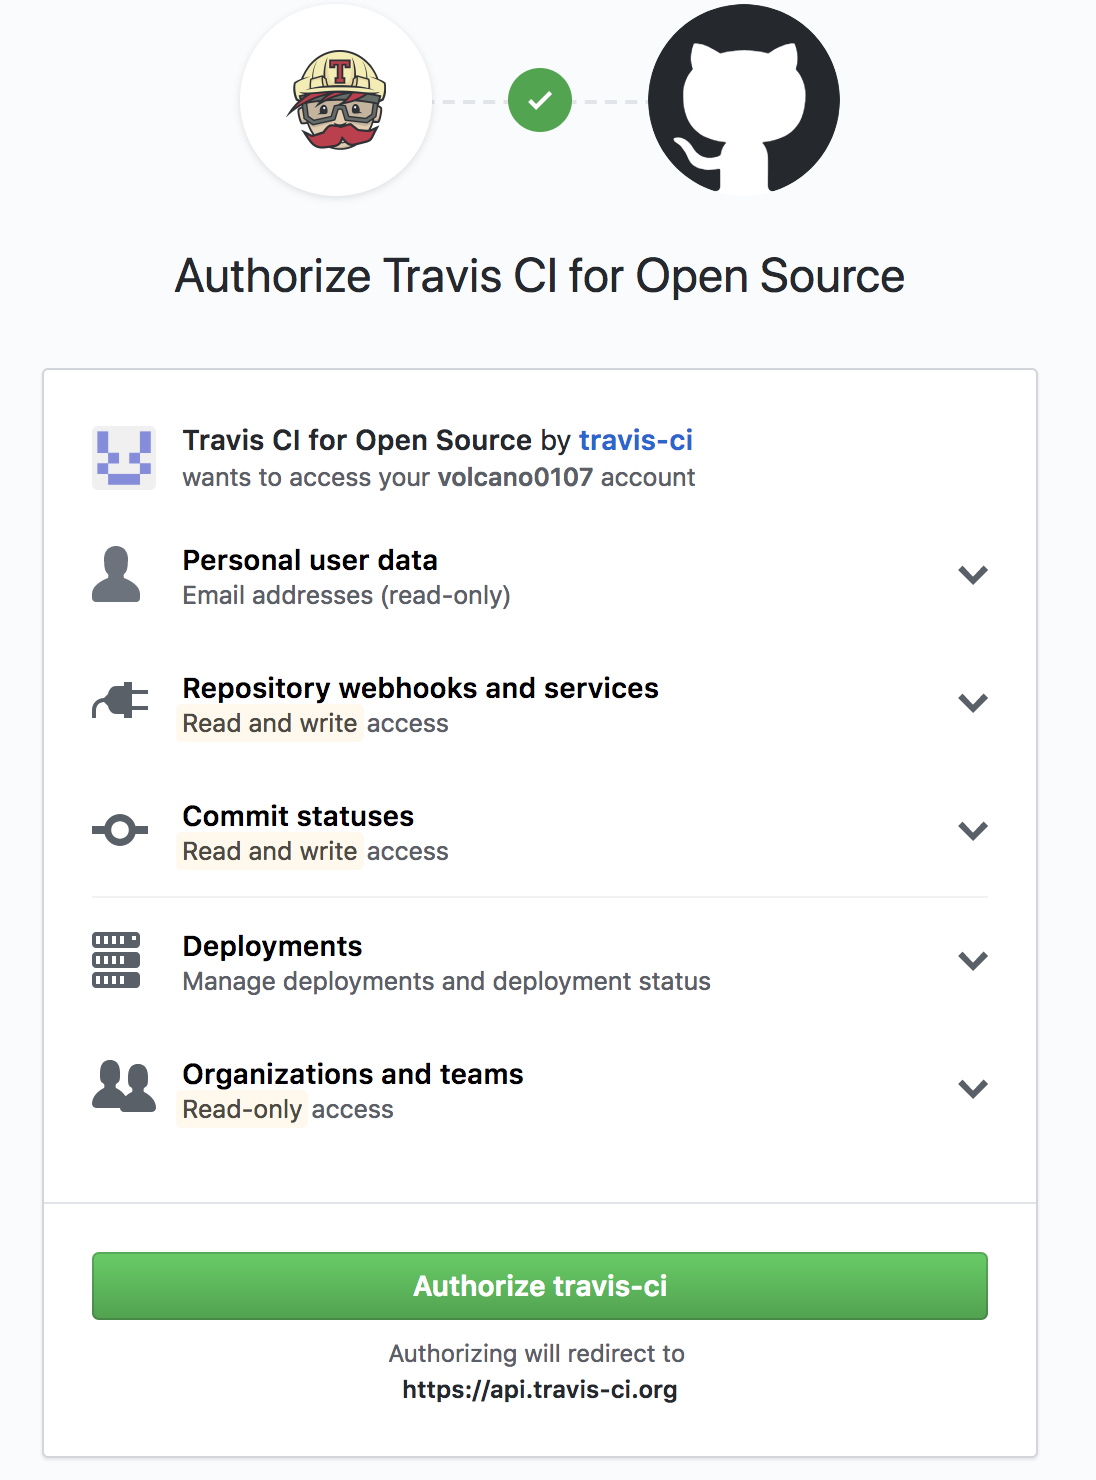 T
Authorize Travis CI for Open Source
Travis CI for Open Source by travis-ci
wants to access your volcano0107 account
Personal user data
Email addresses (read-only)
Repository webhooks and services
Read and write access
Commit statuses
Read and write access
Deployments
Manage deployments and deployment status
Organizations and teams
Read-only access
Authorize travis-ci
Authorizing will redirect to
https://api.travis-ci.org